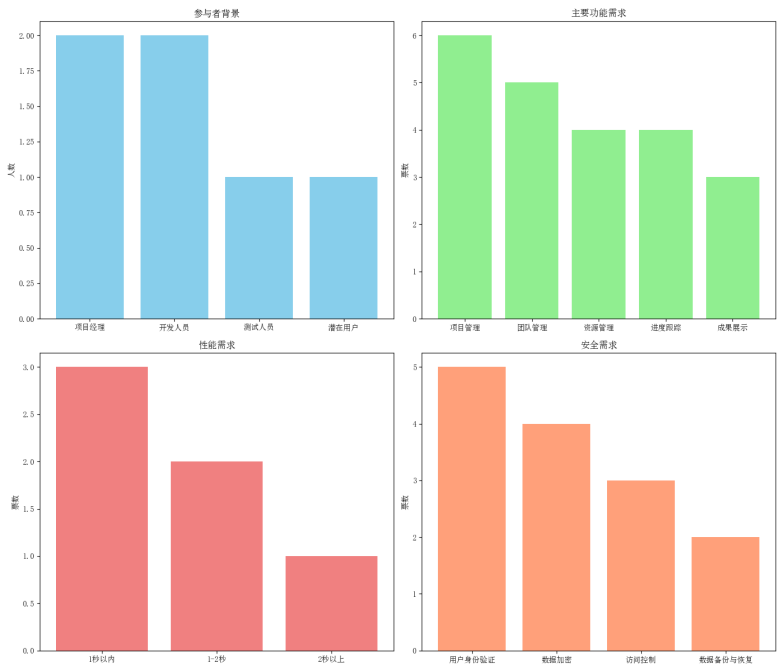 参与者背景
人数
2.00
1.75
1.50
1.25
1.00
0.75
0.50
0.25
0.00
项目经理 开发人员 测试人员 潜在用户
主要功能需求
票数
6
5
4
3
2
1
0
项目管理 团队管理 资源管理 进度跟踪 成果展示
性能需求
票数
3.0
2.5
2.0
1.5
1.0
0.5
0.0
1秒以内 1-2秒 2秒以上
安全需求
票数
5
4
3
2
1
0
用户身份验证 数据加密 访问控制 数据备份与恢复